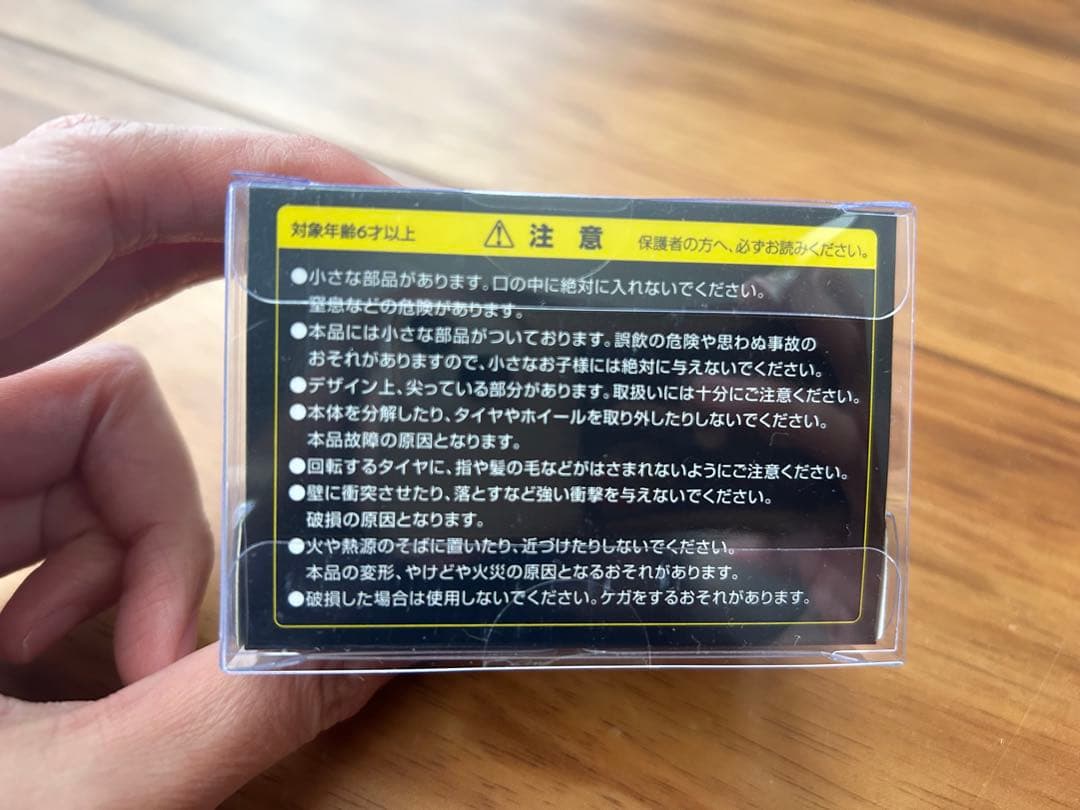 対象年齢6才以上 ⚠ 注 意 保護者の方へ、必ずお読みください。
●小さな部品があります。口の中に絶対に入れないでください。
窒息などの危険があります。
●本品には小さな部品がついております。誤飲の危険や思わぬ事故の
おそれがありますので、小さなお子様には絶対に与えないでください。
●デザイン上、尖っている部分があります。取扱いには十分にご注意ください。
●本体を分解したり、タイヤやホイールを取り外したりしないでください。
本品故障の原因となります。
●回転するタイヤに、指や髪の毛などがはさまれないようにご注意ください。
●壁に衝突させたり、落とすなど強い衝撃を与えないでください。
破損の原因となります。
●火や熱源のそばに置いたり、近づけたりしないでください。
本品の変形、やけどや火災の原因となるおそれがあります。
●破損した場合は使用しないでください。ケガをするおそれがあります。